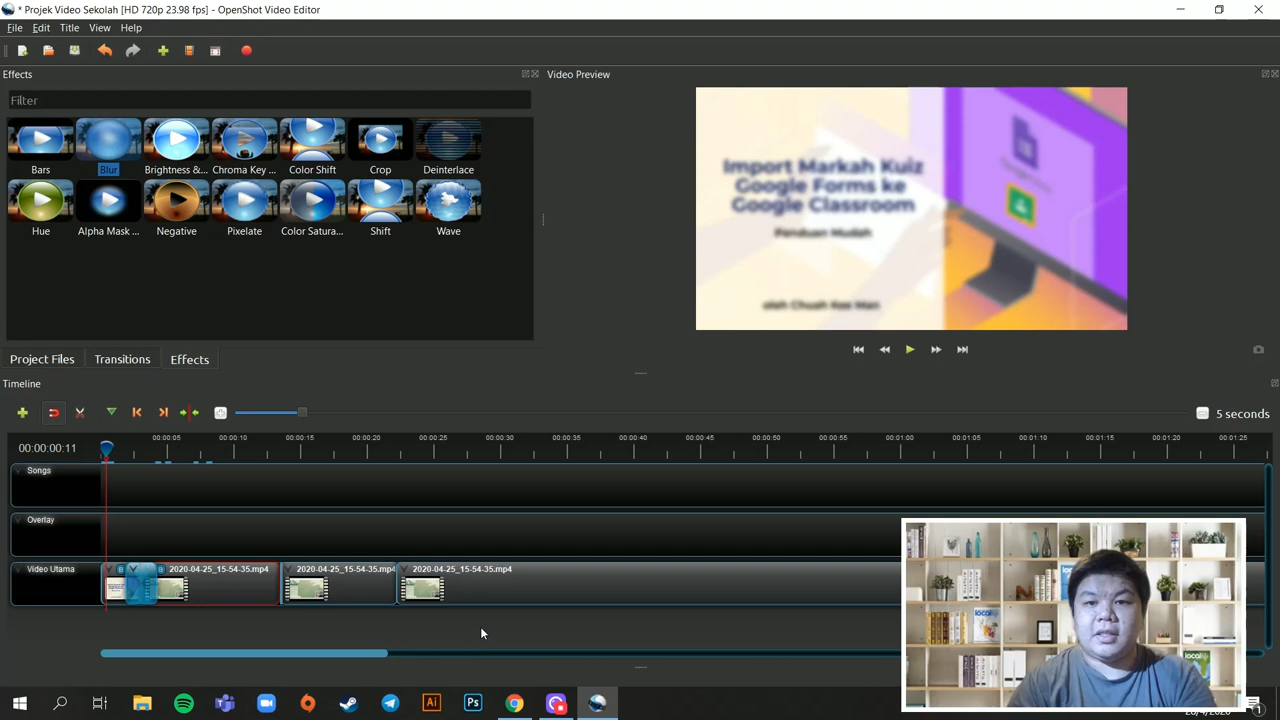 * Projek Video Sekolah [HD 720p 23.98 fps] - OpenShot Video Editor
File Edit Title View Help
Effects
Video Preview
Filter
Bars Blur Brightness &... Chroma Key ... Color Shift Crop Deinterlace
Hue Alpha Mask ... Negative Pixelate Color Satura... Shift Wave
Import Markah Kuiz
Google Forms ke
Google Classroom
Panduan Mudah
oleh Chuah Kee Man
Project Files Transitions Effects
Timeline
5 seconds
00:00:00:11
00:00:05 00:00:10 00:00:15 00:00:20 00:00:25 00:00:30 00:00:35 00:00:40 00:00:45 00:00:50 00:00:55 00:01:00 00:01:05 00:01:10 00:01:15 00:01:20 00:01:25
Songs
Overlay
Video Utama
2020-04-25_15-54-35.mp4 2020-04-25_15-54-35.mp4 2020-04-25_15-54-35.mp4
Ai Ps